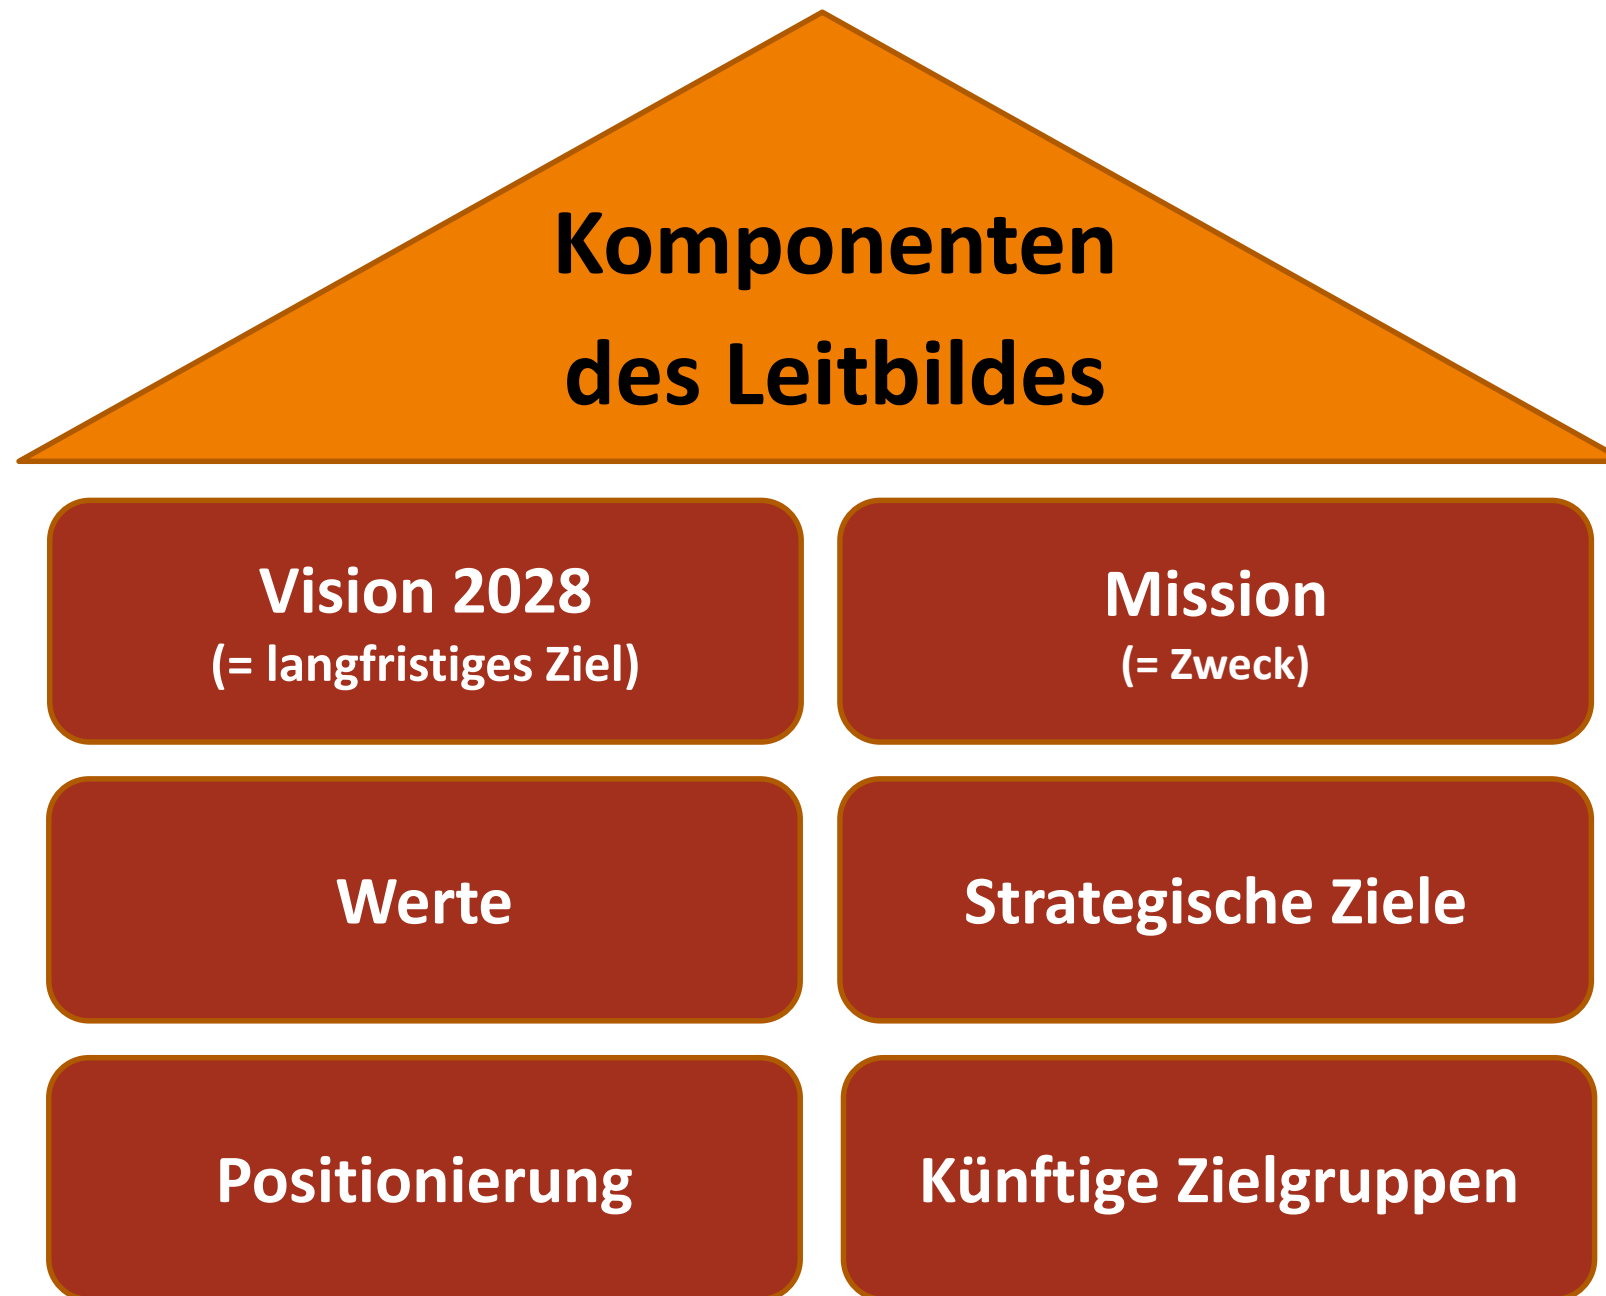 Komponenten
des Leitbildes
Vision 2028
(= langfristiges Ziel)
Mission
(= Zweck)
Werte
Strategische Ziele
Positionierung
Künftige Zielgruppen